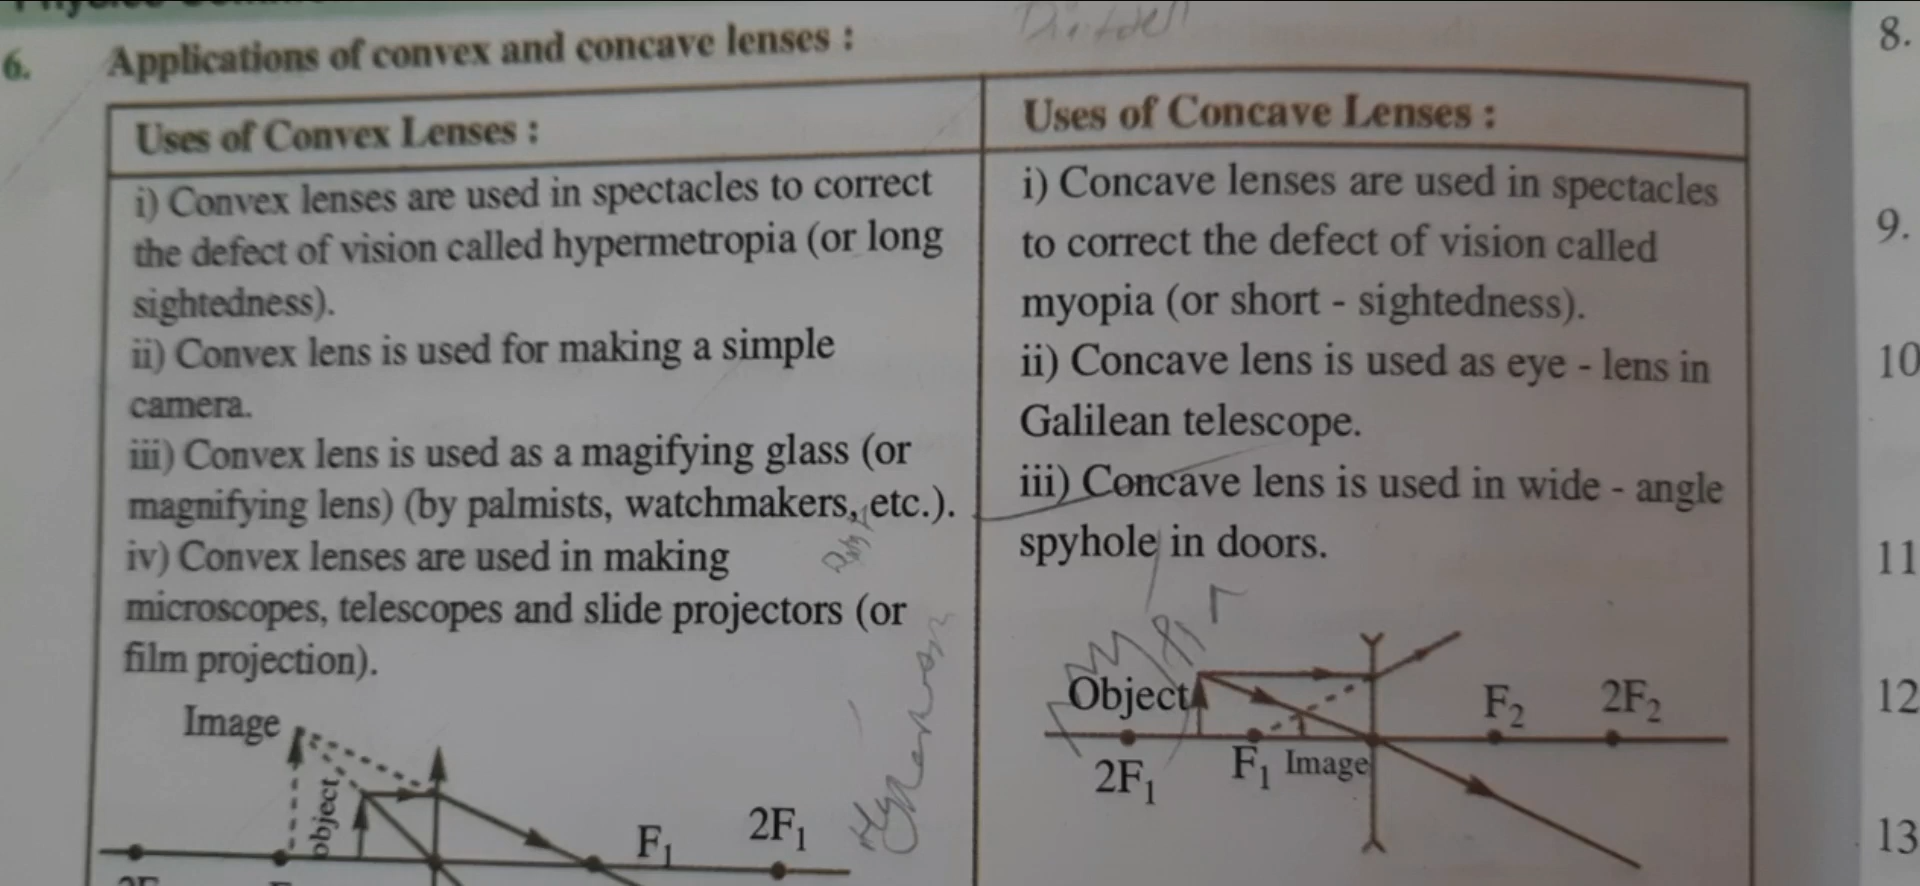 6. Applications of convex and concave lenses :
Uses of Convex Lenses :
i) Convex lenses are used in spectacles to correct
the defect of vision called hypermetropia (or long
sightedness).
ii) Convex lens is used for making a simple
camera.
iii) Convex lens is used as a magifying glass (or
magnifying lens) (by palmists, watchmakers, etc.).
iv) Convex lenses are used in making
microscopes, telescopes and slide projectors (or
film projection).
Image
object
F1
2F1
Uses of Concave Lenses :
i) Concave lenses are used in spectacles
to correct the defect of vision called
myopia (or short - sightedness).
ii) Concave lens is used as eye - lens in
Galilean telescope.
iii) Concave lens is used in wide - angle
spyhole in doors.
Object
2F1
F1
Image
F2
2F2
8.
9.
10
11
12
13